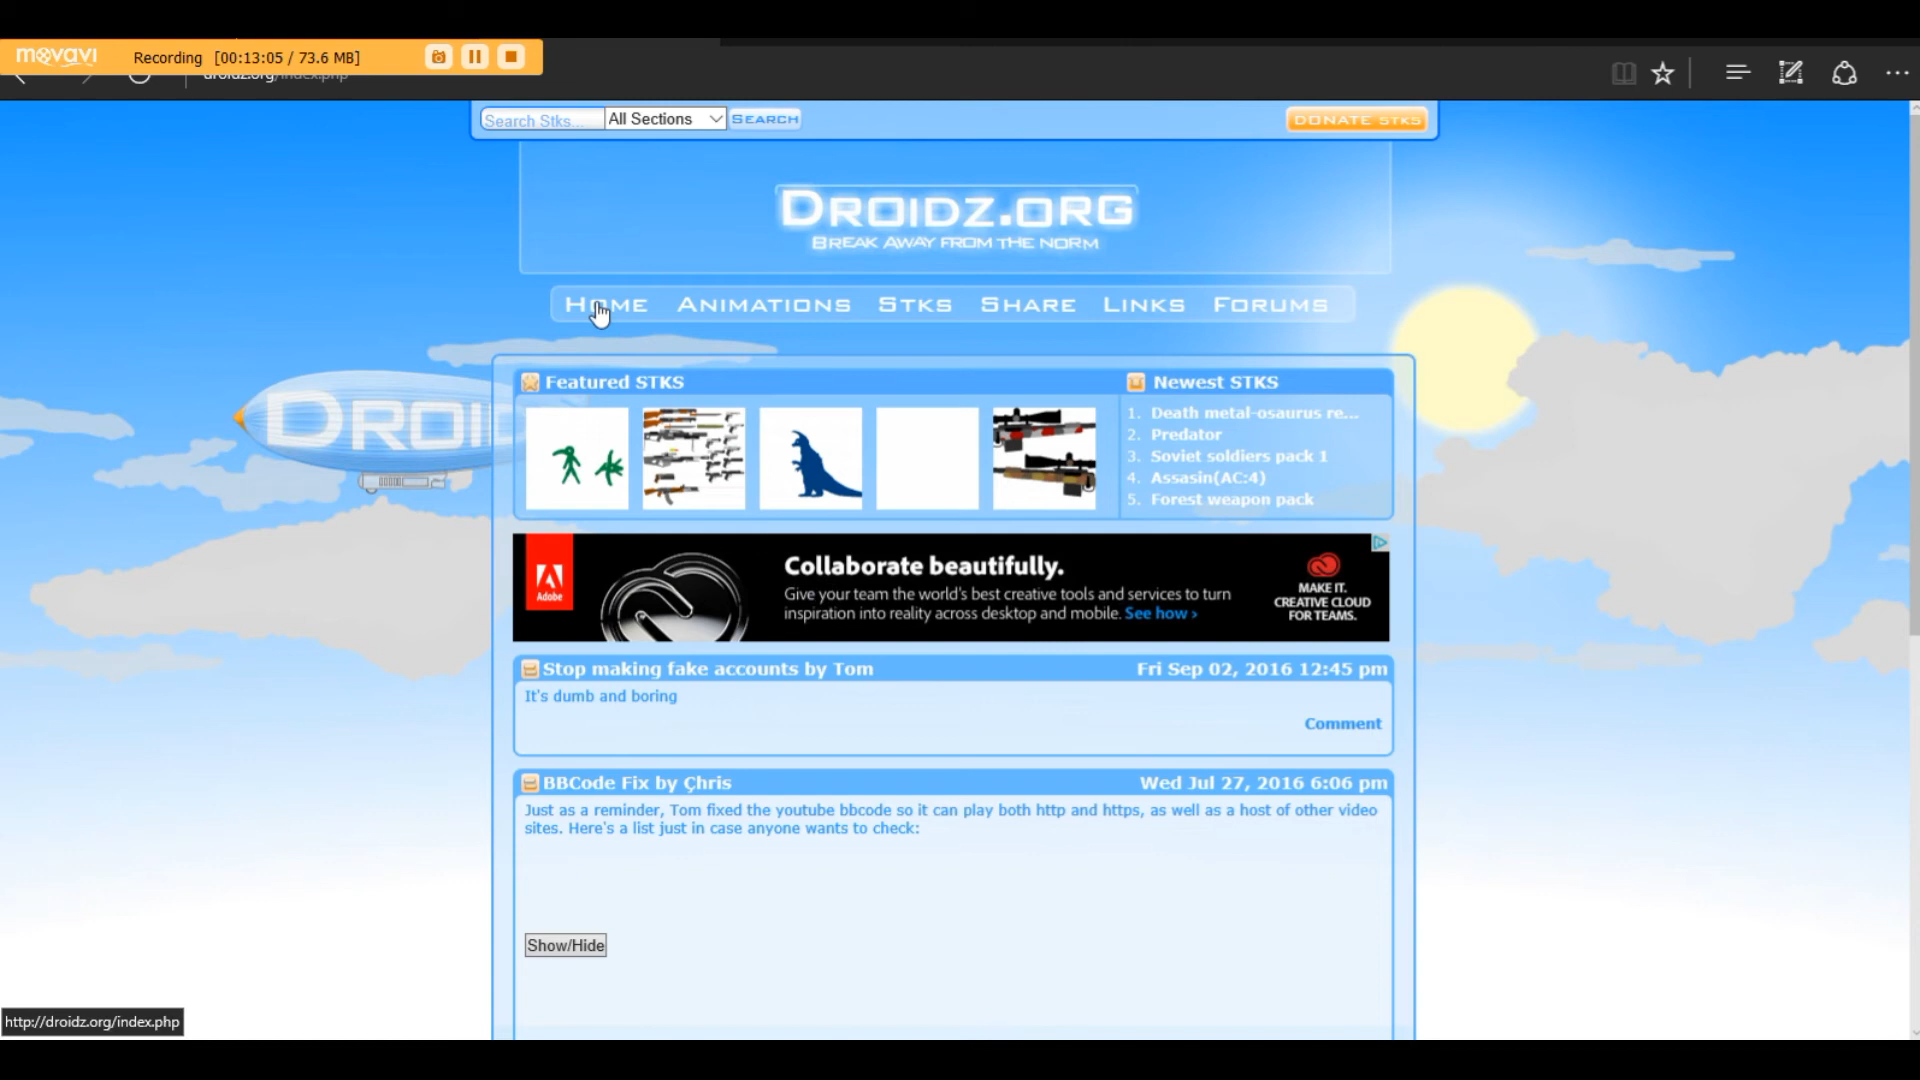 movavi
Recording [00:13:05 / 73.6 MB]
droidz.org/index.php
Search Stks...
All Sections
SEARCH
DONATE STKS
DROIDZ.ORG
BREAK AWAY FROM THE NORM
HOME ANIMATIONS STKS SHARE LINKS FORUMS
DROI
Featured STKS
Newest STKS
1. Death metal-osaurus re...
2. Predator
3. Soviet soldiers pack 1
4. Assasin(AC:4)
5. Forest weapon pack
Adobe
Collaborate beautifully.
Give your team the world's best creative tools and services to turn
inspiration into reality across desktop and mobile. See how ›
MAKE IT.
CREATIVE CLOUD
FOR TEAMS.
Stop making fake accounts by Tom
Fri Sep 02, 2016 12:45 pm
It's dumb and boring
Comment
BBCode Fix by Çhris
Wed Jul 27, 2016 6:06 pm
Just as a reminder, Tom fixed the youtube bbcode so it can play both http and https, as well as a host of other video
sites. Here's a list just in case anyone wants to check:
Show/Hide
http://droidz.org/index.php